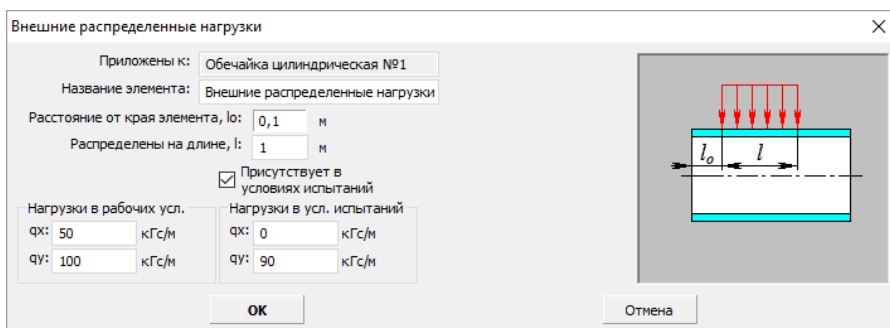 Внешние распределенные нагрузки
Приложены к: Обечайка цилиндрическая №1
Название элемента: Внешние распределенные нагрузки
Расстояние от края элемента, lo: 0,1 м
Распределены на длине, l: 1 м
Присутствует в
условиях испытаний
Нагрузки в рабочих усл. Нагрузки в усл. испытаний
qx: 50 кГс/м qx: 0 кГс/м
qy: 100 кГс/м qy: 90 кГс/м
lo l
OK Отмена